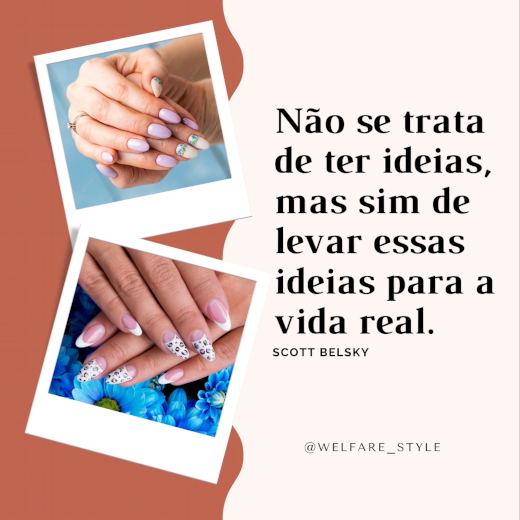 Não se trata
de ter ideias,
mas sim de
levar essas
ideias para a
vida real.
SCOTT BELSKY
@WELFARE_STYLE